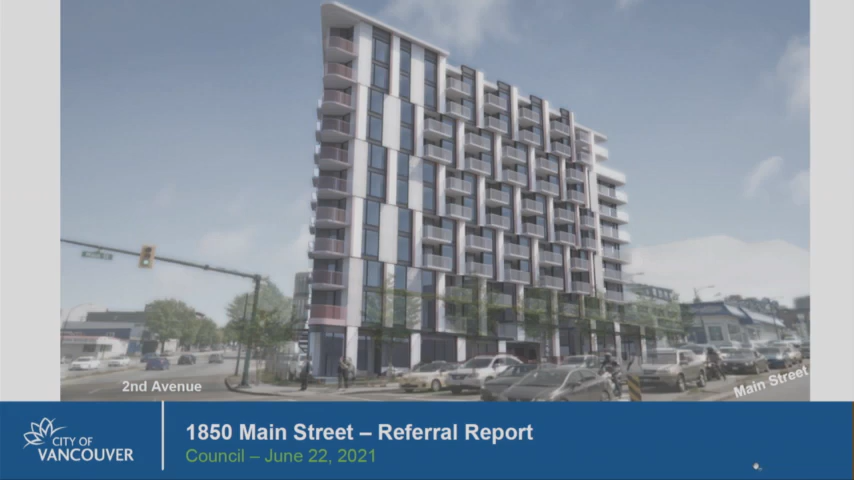 2nd Avenue
Main Street
CITY OF
VANCOUVER
1850 Main Street – Referral Report
Council – June 22, 2021